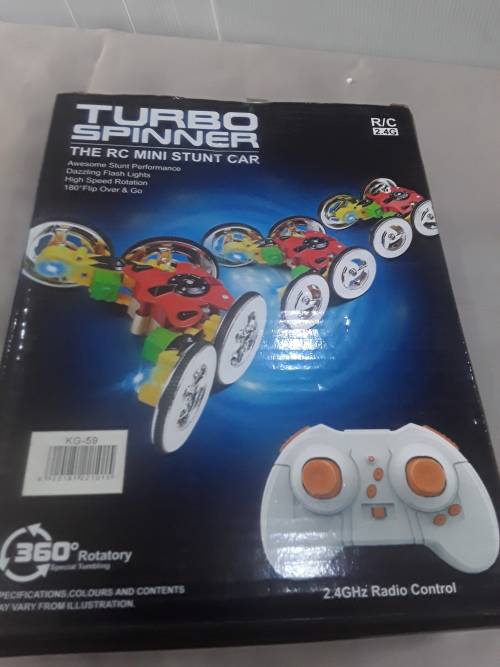 TURBO
SPINNER
THE RC MINI STUNT CAR
Awesome Stunt Performance
Dazzling Flash Lights
High Speed Rotation
180°Flip Over & Go
R/C
2.4G
KG-59
360° Rotatory
Special Tumbling
PECIFICATIONS,COLOURS AND CONTENTS
AY VARY FROM ILLUSTRATION.
2.4GHz Radio Control